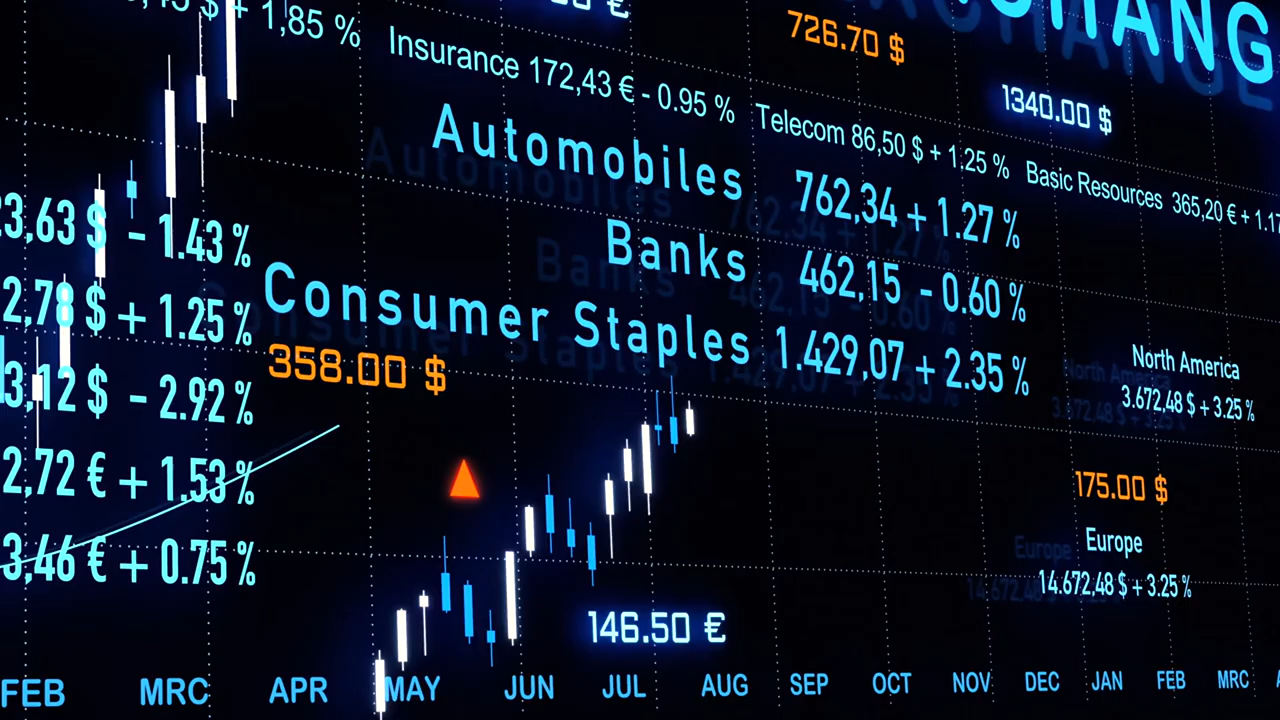 + 1,85 %
Insurance 172,43 € - 0.95 %
Telecom 86,50 $ + 1.25 %
Basic Resources 365,20 € + 1.17
726.70 $
1340.00 $
Automobiles 762,34 + 1.27 %
Banks 462,15 - 0.60 %
Consumer Staples 1.429,07 + 2.35 %
3,63 $ - 1.43 %
2,78 $ + 1.25 %
3,12 $ - 2.92 %
2,72 € + 1.53 %
3,46 € + 0.75 %
358.00 $
North America
3.672,48 $ + 3.25 %
175.00 $
Europe
14.672,48 $ + 3.25 %
146.50 €
FEB MRC APR MAY JUN JUL AUG SEP OCT NOV DEC JAN FEB MRC